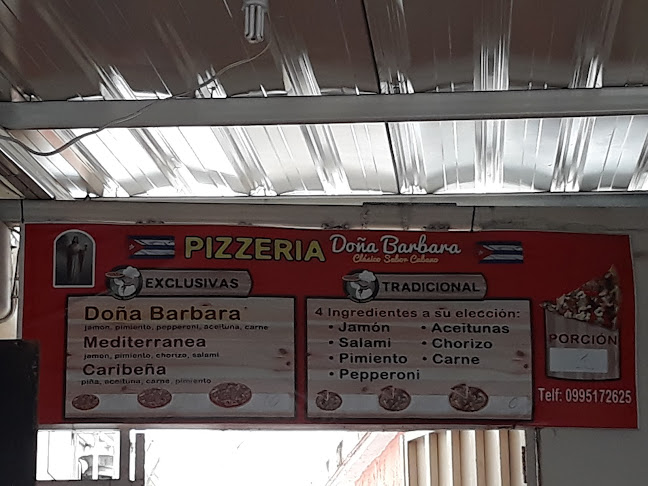 PIZZERIA Doña Barbara
Clásico Sabor Cubano
EXCLUSIVAS
Doña Barbara
jamón, pimiento, pepperoni, aceituna, carne
Mediterranea
jamon, pimiento, chorizo, salami
Caribeña
piña, aceituna, carne, pimiento
TRADICIONAL
4 Ingredientes a su elección:
• Jamón
• Salami
• Pimiento
• Pepperoni
• Aceitunas
• Chorizo
• Carne
PORCIÓN
Telf: 0995172625